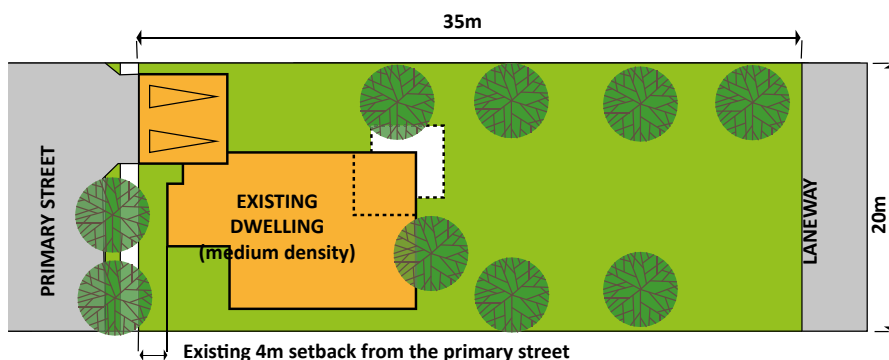 35m
PRIMARY STREET
EXISTING
DWELLING
(medium density)
LANEWAY
20m
Existing 4m setback from the primary street